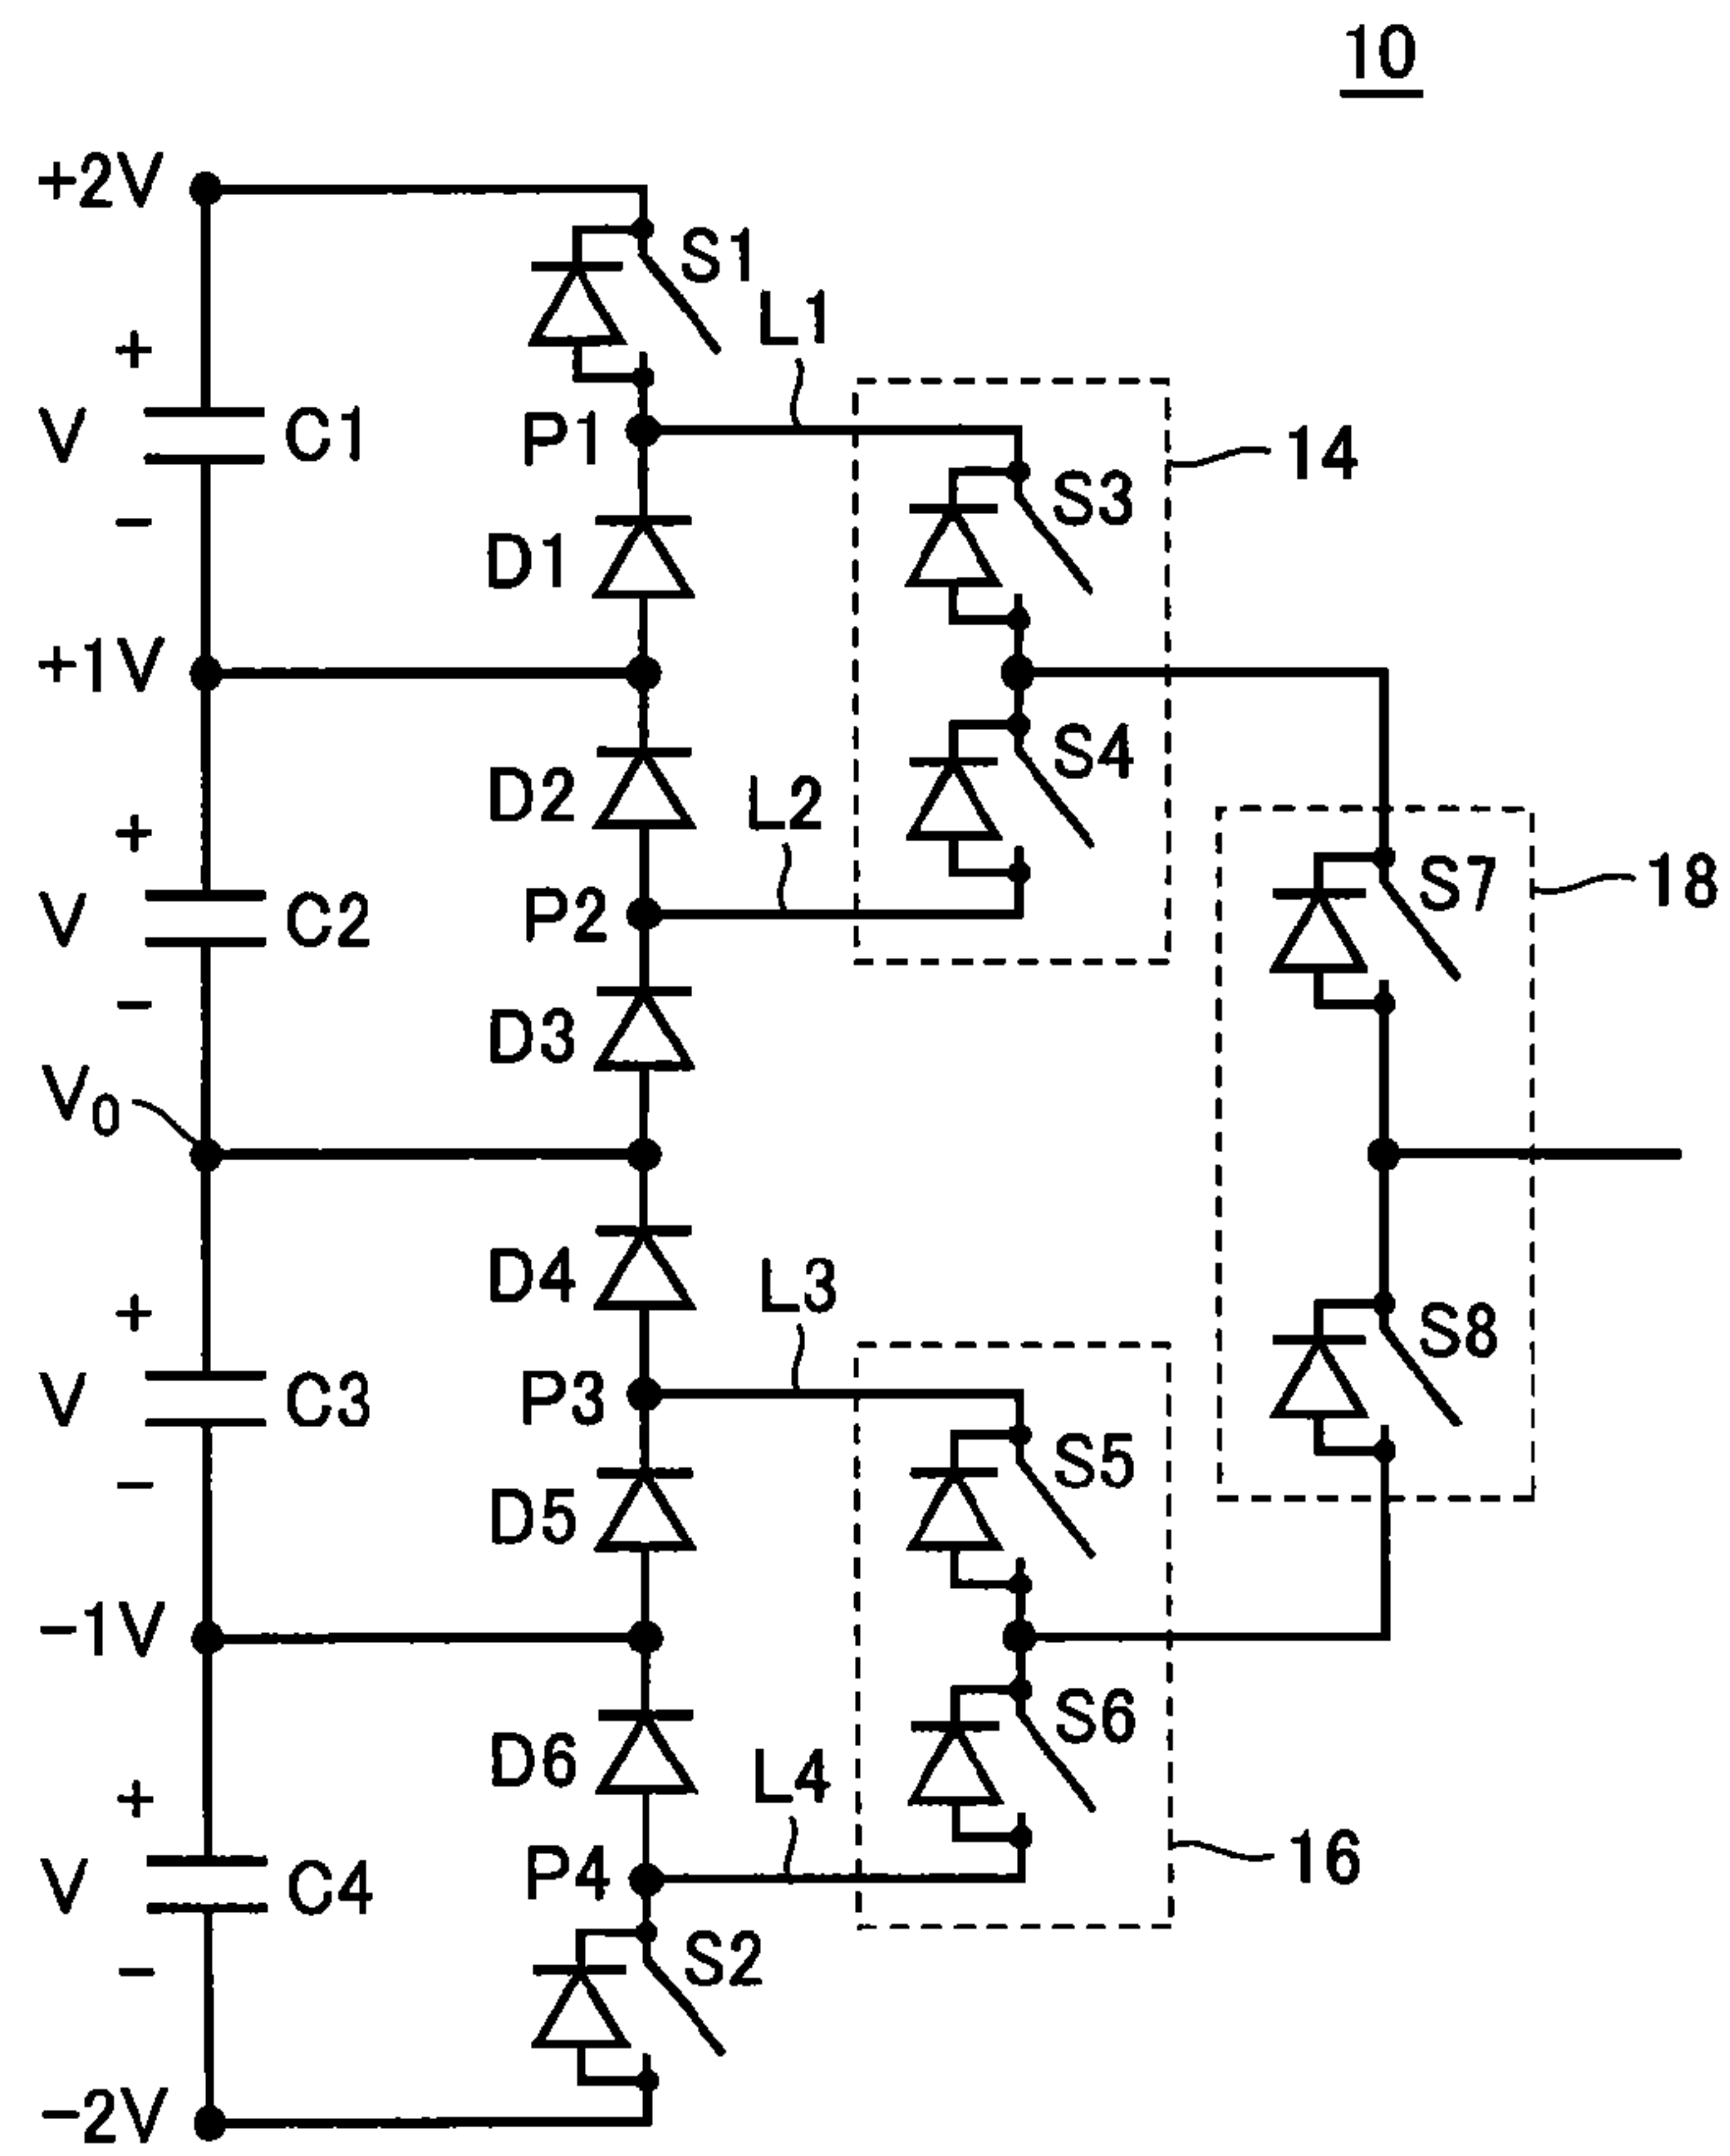 10
+2V
S1
L1
+
V
C1
P1
14
S3
−
D1
+1V
S4
D2
L2
+
S7
18
V
C2
P2
−
D3
V0
D4
L3
+
S8
V
C3
P3
S5
−
D5
−1V
S6
D6
L4
+
16
V
C4
P4
S2
−
−2V